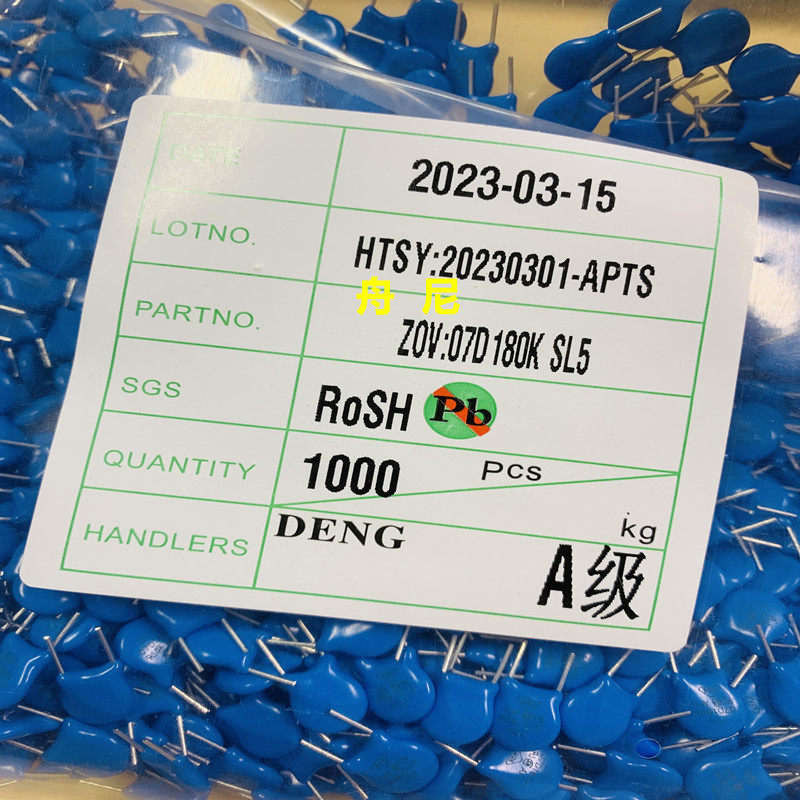 DATE 2023-03-15
LOTNO. HTSY:20230301-APTS
舟 尼
PARTNO. ZOV:07D180K SL5
SGS RoSH Pb
QUANTITY 1000 PCS
kg
HANDLERS DENG
A级